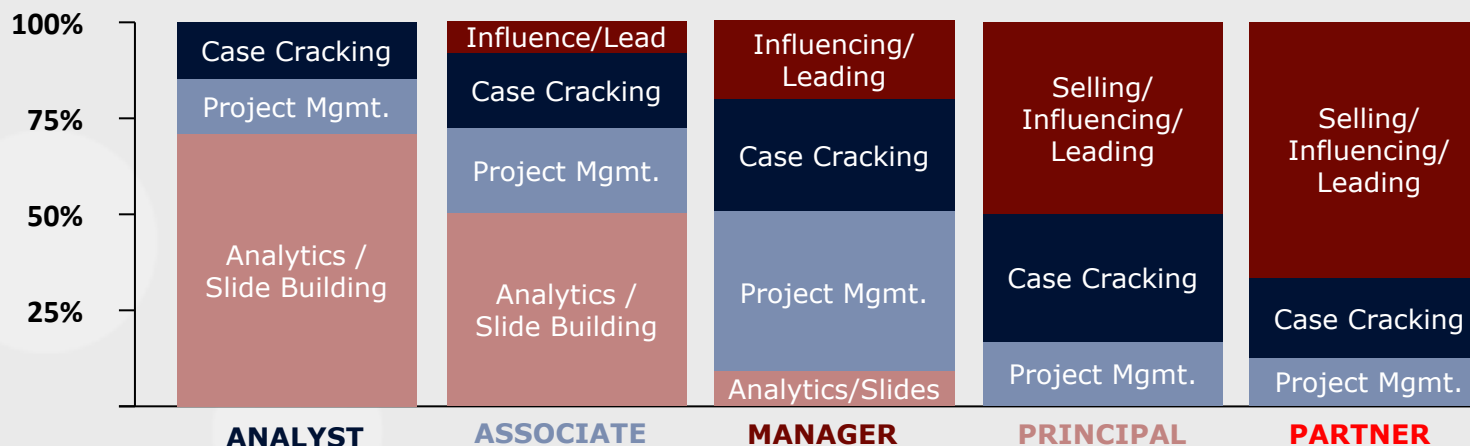 100%
75%
50%
25%
Case Cracking
Project Mgmt.
Analytics /
Slide Building
ANALYST
Influence/Lead
Case Cracking
Project Mgmt.
Analytics /
Slide Building
ASSOCIATE
Influencing/
Leading
Case Cracking
Project Mgmt.
Analytics/Slides
MANAGER
Selling/
Influencing/
Leading
Case Cracking
Project Mgmt.
PRINCIPAL
Selling/
Influencing/
Leading
Case Cracking
Project Mgmt.
PARTNER